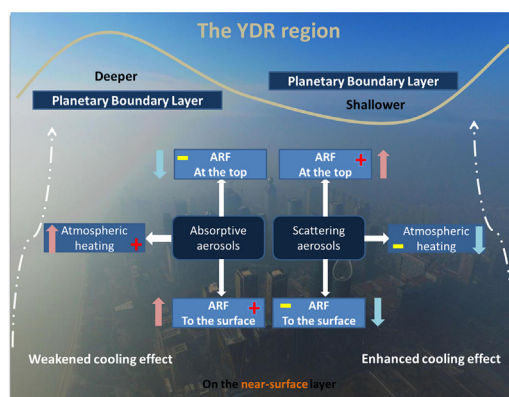 The YDR region
Deeper
Planetary Boundary Layer
Planetary Boundary Layer
Shallower
ARF
At the top
ARF
At the top
Atmospheric
heating
Absorptive
aerosols
Scattering
aerosols
Atmospheric
heating
ARF
To the surface
ARF
To the surface
Weakened cooling effect
Enhanced cooling effect
On the near-surface layer